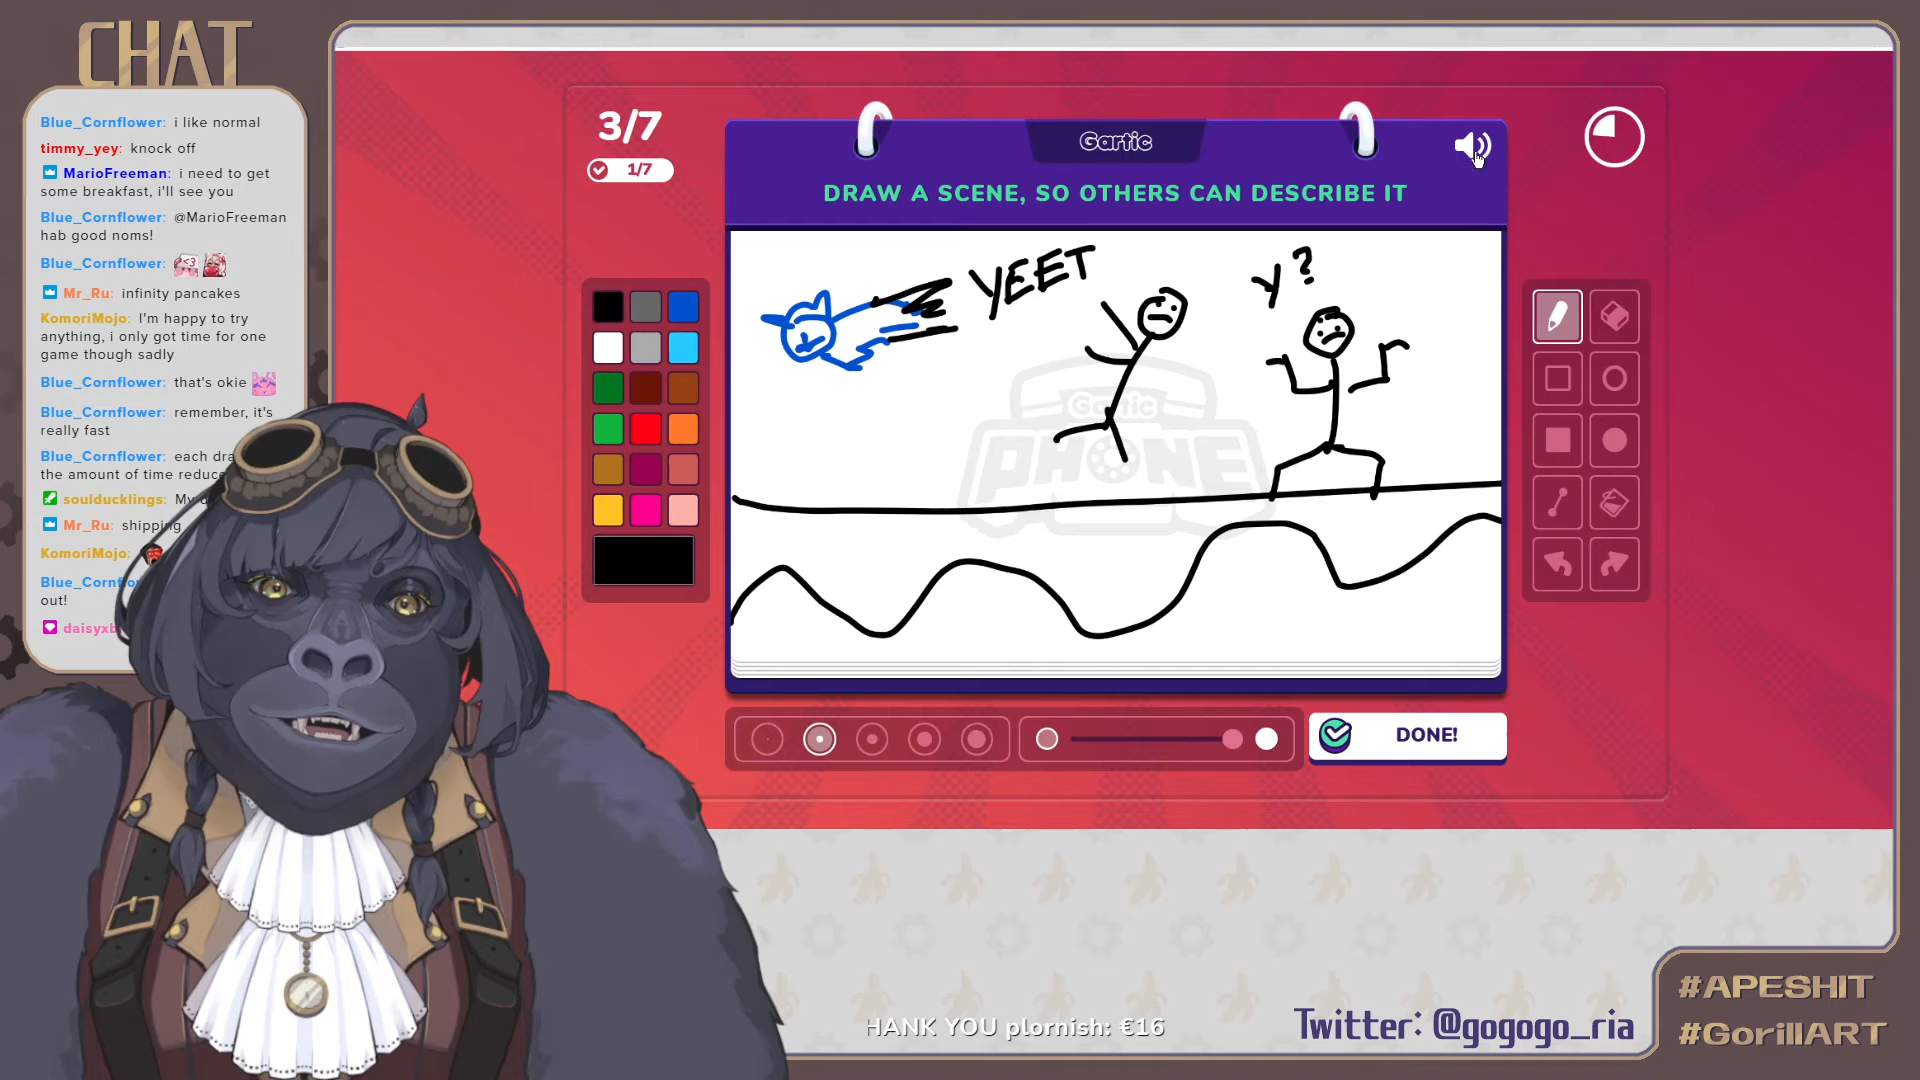 CHAT
Blue_Cornflower: i like normal
timmy_yey: knock off
MarioFreeman: i need to get
some breakfast, i'll see you
Blue_Cornflower: @MarioFreeman
hab good noms!
Blue_Cornflower:
Mr_Ru: infinity pancakes
KomoriMojo: I'm happy to try
anything, i only got time for one
game though sadly
Blue_Cornflower: that's okie
Blue_Cornflower: remember, it's
really fast
Blue_Cornflower: each
the amount of time
soulducklings:
Mr_Ru: shipping
KomoriMojo:
out!
3/7
1/7
Gartic
DRAW A SCENE, SO OTHERS CAN DESCRIBE IT
YEET
y?
Gartic
PHONE
DONE!
HANK YOU plornish: €16
Twitter: @gogogo_ria
#APESHIT
#GorillART